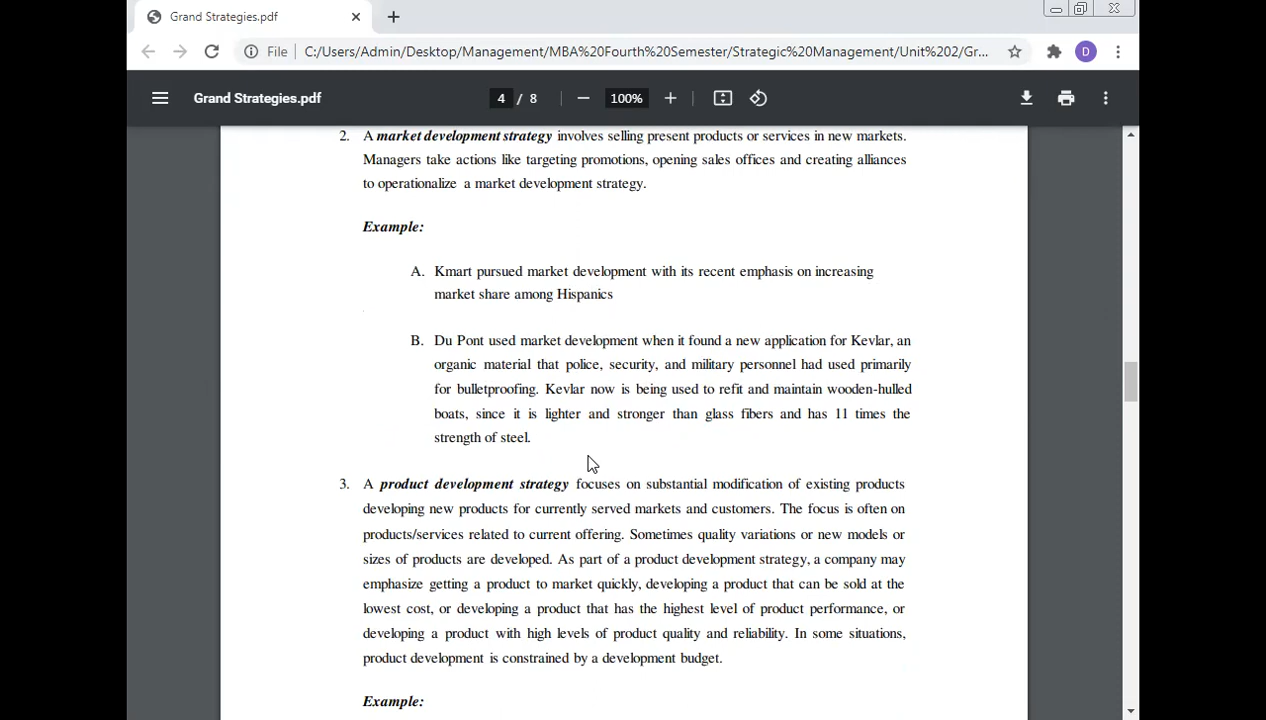 Grand Strategies.pdf
File C:/Users/Admin/Desktop/Management/MBA%20Fourth%20Semester/Strategic%20Management/Unit%202/Gr... D
Grand Strategies.pdf 4 / 8 100%
2. A market development strategy involves selling present products or services in new markets.
Managers take actions like targeting promotions, opening sales offices and creating alliances
to operationalize a market development strategy.
Example:
A. Kmart pursued market development with its recent emphasis on increasing
market share among Hispanics
B. Du Pont used market development when it found a new application for Kevlar, an
organic material that police, security, and military personnel had used primarily
for bulletproofing. Kevlar now is being used to refit and maintain wooden-hulled
boats, since it is lighter and stronger than glass fibers and has 11 times the
strength of steel.
3. A product development strategy focuses on substantial modification of existing products
developing new products for currently served markets and customers. The focus is often on
products/services related to current offering. Sometimes quality variations or new models or
sizes of products are developed. As part of a product development strategy, a company may
emphasize getting a product to market quickly, developing a product that can be sold at the
lowest cost, or developing a product that has the highest level of product performance, or
developing a product with high levels of product quality and reliability. In some situations,
product development is constrained by a development budget.
Example: